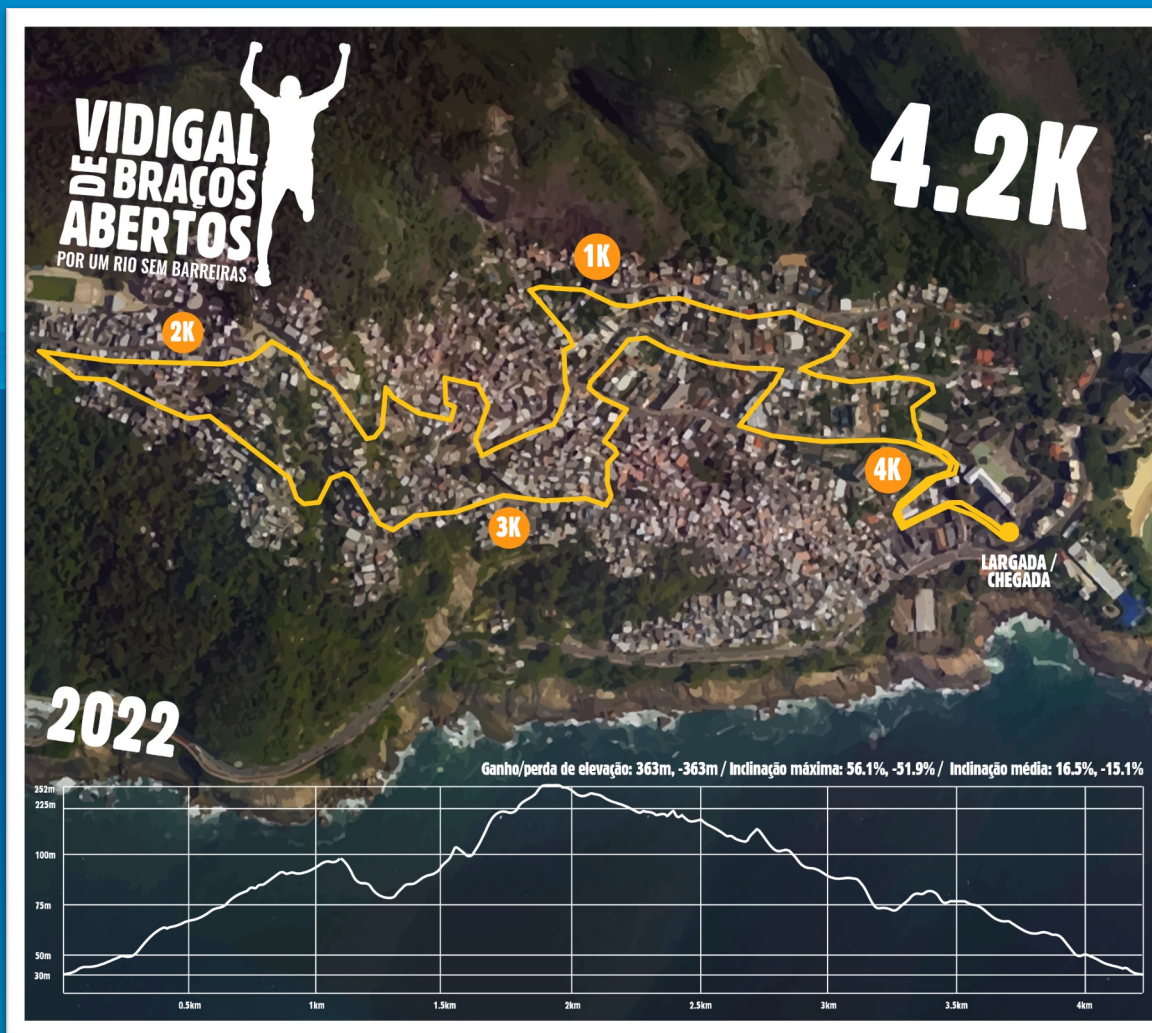 VIDIGAL
DE BRAÇOS
ABERTOS
POR UM RIO SEM BARREIRAS
4.2K
1K
2K
4K
3K
LARGADA /
CHEGADA
2022
Ganho/perda de elevação: 363m, -363m / Inclinação máxima: 56.1%, -51.9% / Inclinação média: 16.5%, -15.1%
252m
225m
100m
75m
50m
30m
0.5km 1km 1.5km 2km 2.5km 3km 3.5km 4km